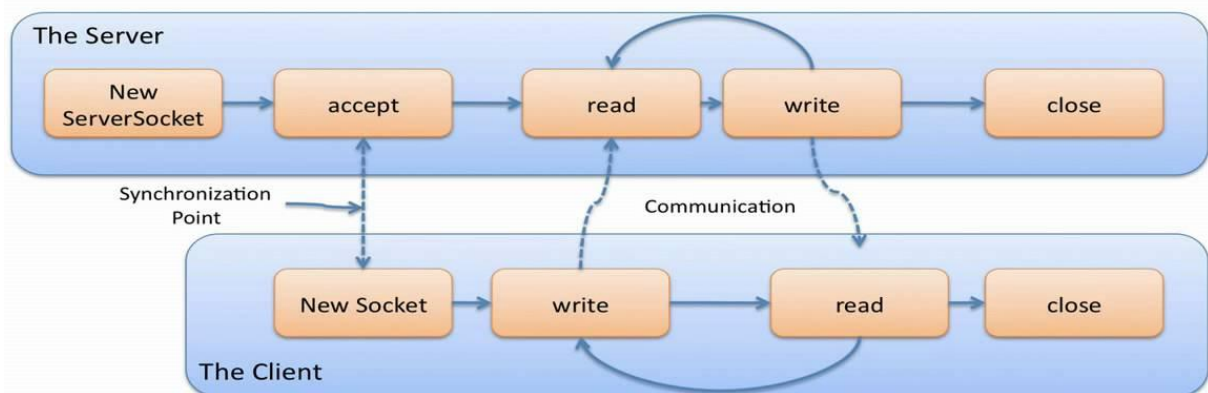 The Server
New
ServerSocket
accept
read
write
close
Synchronization
Point
Communication
New Socket
write
read
close
The Client